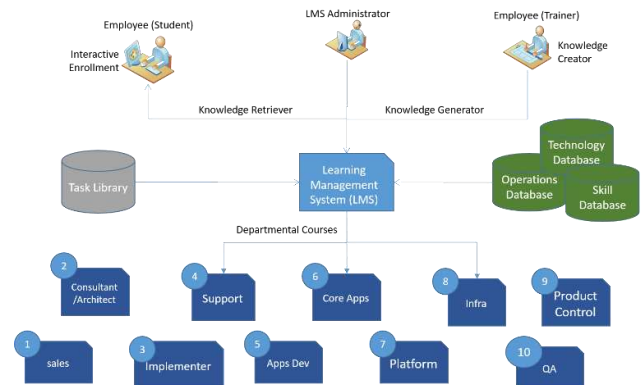 Employee (Student)
LMS Administrator
Employee (Trainer)
Interactive
Enrollment
Knowledge
Creator
Knowledge Retriever
Knowledge Generator
Task Library
Learning
Management
System (LMS)
Technology
Database
Operations
Database
Skill
Database
Departmental Courses
2
Consultant
/Architect
4
Support
6
Core Apps
8
Infra
9
Product
Control
1
sales
3
Implementer
5
Apps Dev
7
Platform
10
QA